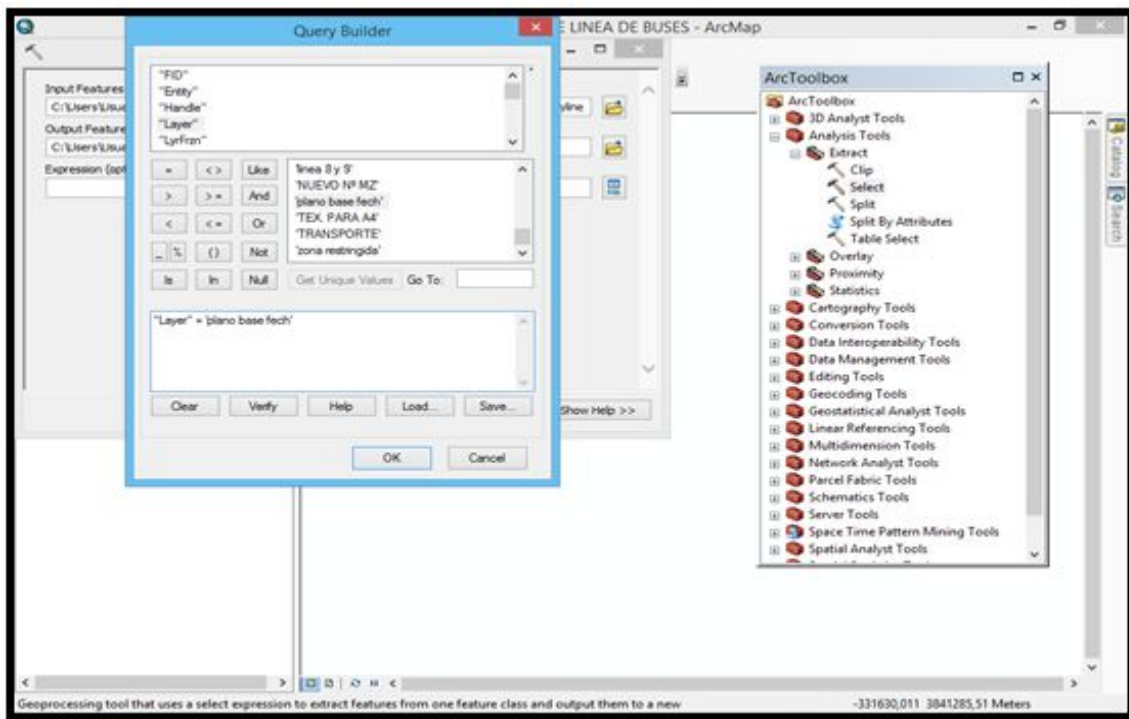 Query Builder
E LINEA DE BUSES - ArcMap
Input Features
C:\Users\Usua
yline
Output Feature
C:\Users\Usua
Expression (opt
"FID"
"Entity"
"Handle"
"Layer"
"LyrFrzn"
= <> Like
> >= And
< <= Or
_ % () Not
Is In Null
'linea 8 y 9'
'NUEVO Nº MZ'
'plano base fech'
'TEX. PARA A4'
'TRANSPORTE'
'zona restringida'
Get Unique Values Go To:
"Layer" = 'plano base fech'
Clear Verify Help Load... Save...
OK Cancel
Show Help >>
ArcToolbox
ArcToolbox
3D Analyst Tools
Analysis Tools
Extract
Clip
Select
Split
Split By Attributes
Table Select
Overlay
Proximity
Statistics
Cartography Tools
Conversion Tools
Data Interoperability Tools
Data Management Tools
Editing Tools
Geocoding Tools
Geostatistical Analyst Tools
Linear Referencing Tools
Multidimension Tools
Network Analyst Tools
Parcel Fabric Tools
Schematics Tools
Server Tools
Space Time Pattern Mining Tools
Spatial Analyst Tools
Catalog
Search
Geoprocessing tool that uses a select expression to extract features from one feature class and output them to a new
-331630,011 3841285,51 Meters